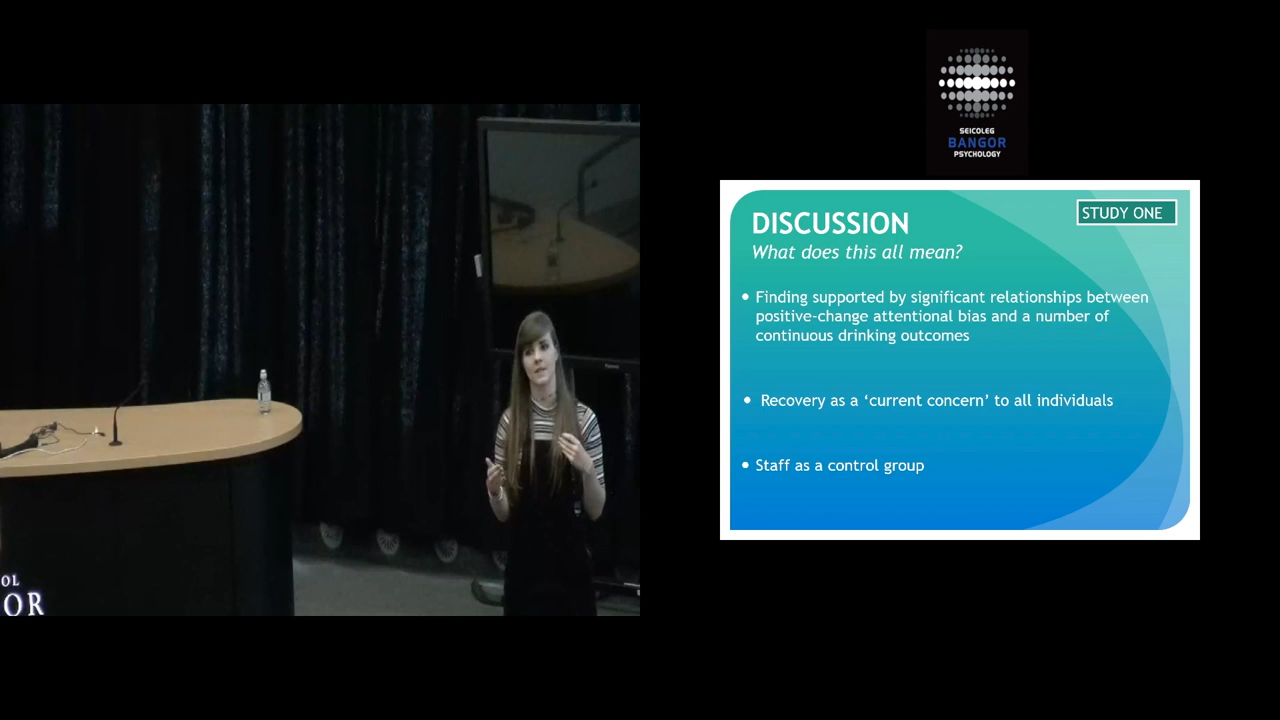 SEICOLEG
BANGOR
PSYCHOLOGY
STUDY ONE
DISCUSSION
What does this all mean?
• Finding supported by significant relationships between
positive-change attentional bias and a number of
continuous drinking outcomes
• Recovery as a ‘current concern’ to all individuals
• Staff as a control group
OL
OR